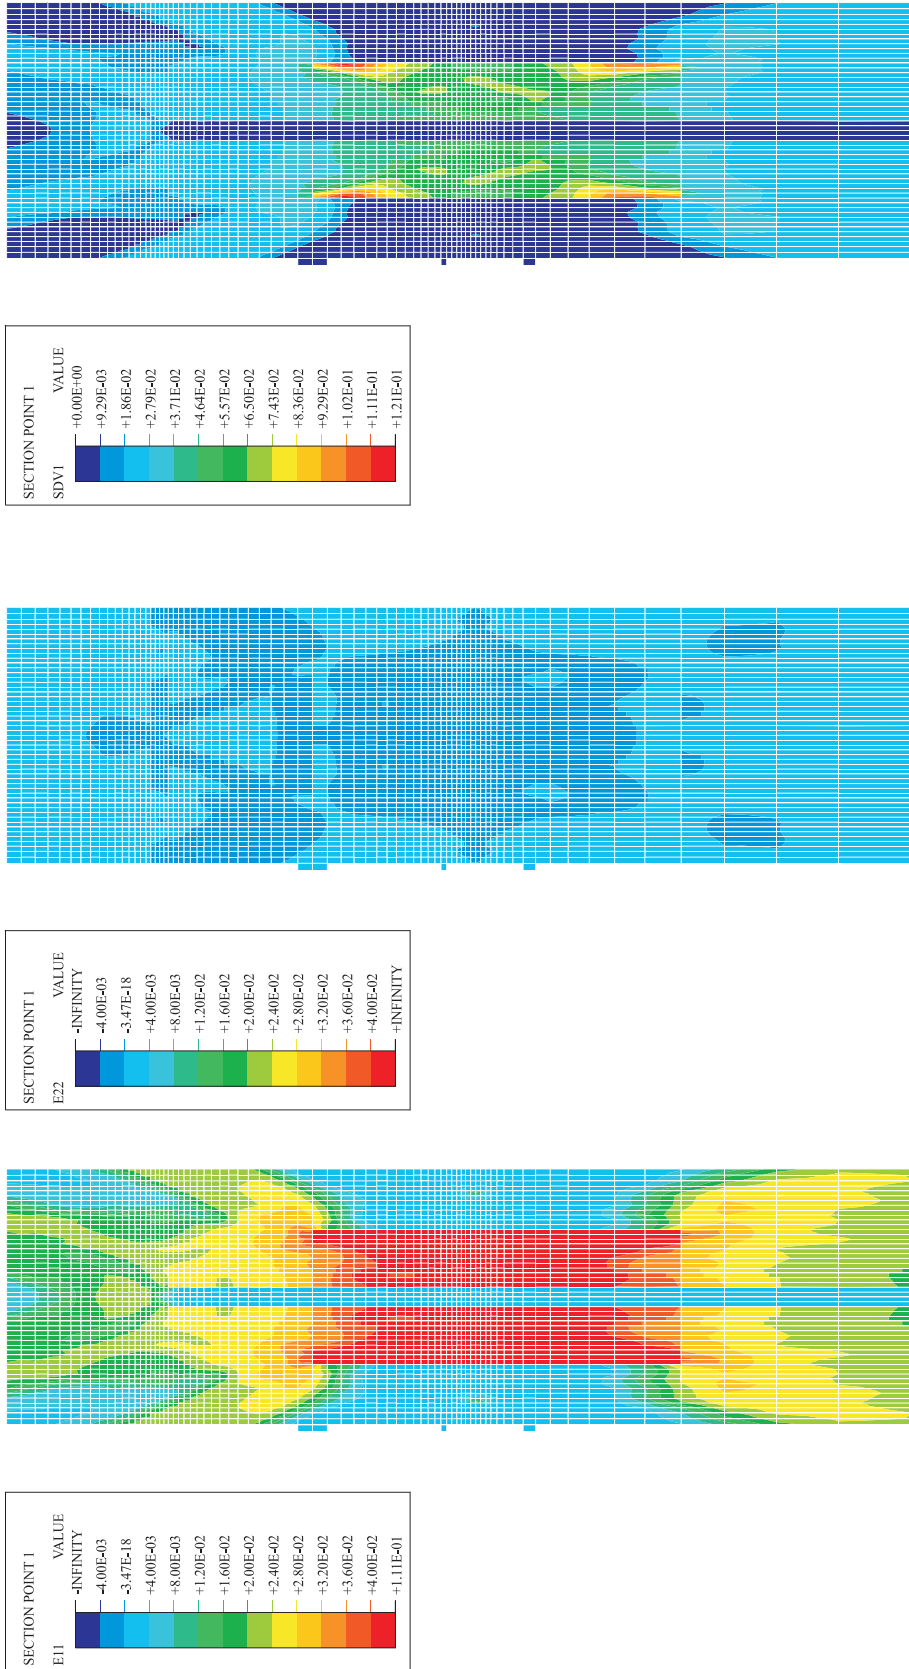 SECTION POINT 1
SDV1 VALUE
+0.00E+00
+9.29E-03
+1.86E-02
+2.79E-02
+3.71E-02
+4.64E-02
+5.57E-02
+6.50E-02
+7.43E-02
+8.36E-02
+9.29E-02
+1.02E-01
+1.11E-01
+1.21E-01
SECTION POINT 1
E22 VALUE
-INFINITY
-4.00E-03
-3.47E-18
+4.00E-03
+8.00E-03
+1.20E-02
+1.60E-02
+2.00E-02
+2.40E-02
+2.80E-02
+3.20E-02
+3.60E-02
+4.00E-02
+INFINITY
SECTION POINT 1
E11 VALUE
-INFINITY
-4.00E-03
-3.47E-18
+4.00E-03
+8.00E-03
+1.20E-02
+1.60E-02
+2.00E-02
+2.40E-02
+2.80E-02
+3.20E-02
+3.60E-02
+4.00E-02
+1.11E-01